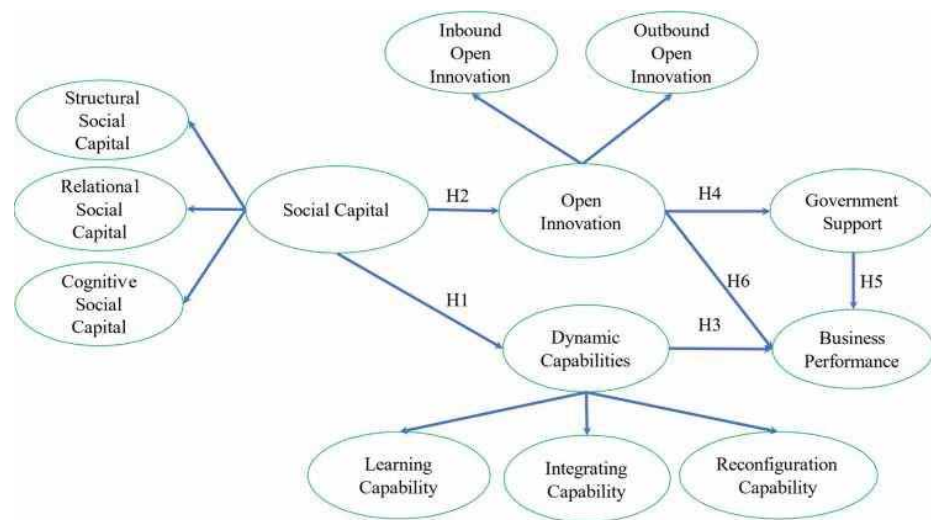 Inbound
Open
Innovation
Outbound
Open
Innovation
Structural
Social
Capital
Relational
Social
Capital
Cognitive
Social
Capital
Social Capital
H2
Open
Innovation
H4
Government
Support
H1
H6
H5
Dynamic
Capabilities
H3
Business
Performance
Learning
Capability
Integrating
Capability
Reconfiguration
Capability